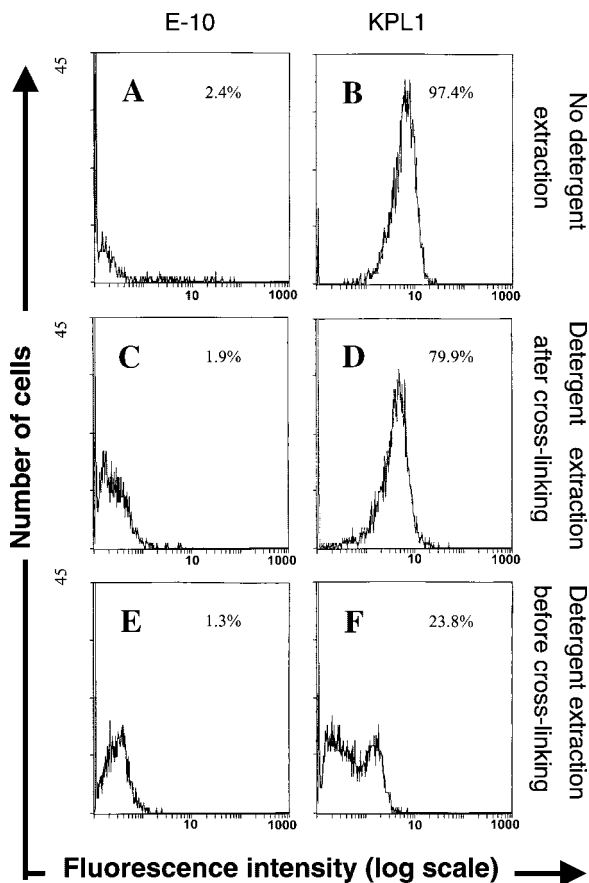 E-10 KPL1
45
A 2.4%
B 97.4%
10 1000
10 1000
No detergent
extraction
45
C 1.9%
D 79.9%
10 1000
10 1000
Detergent extraction
after cross-linking
45
E 1.3%
F 23.8%
10 1000
10 1000
Detergent extraction
before cross-linking
Number of cells
Fluorescence intensity (log scale)